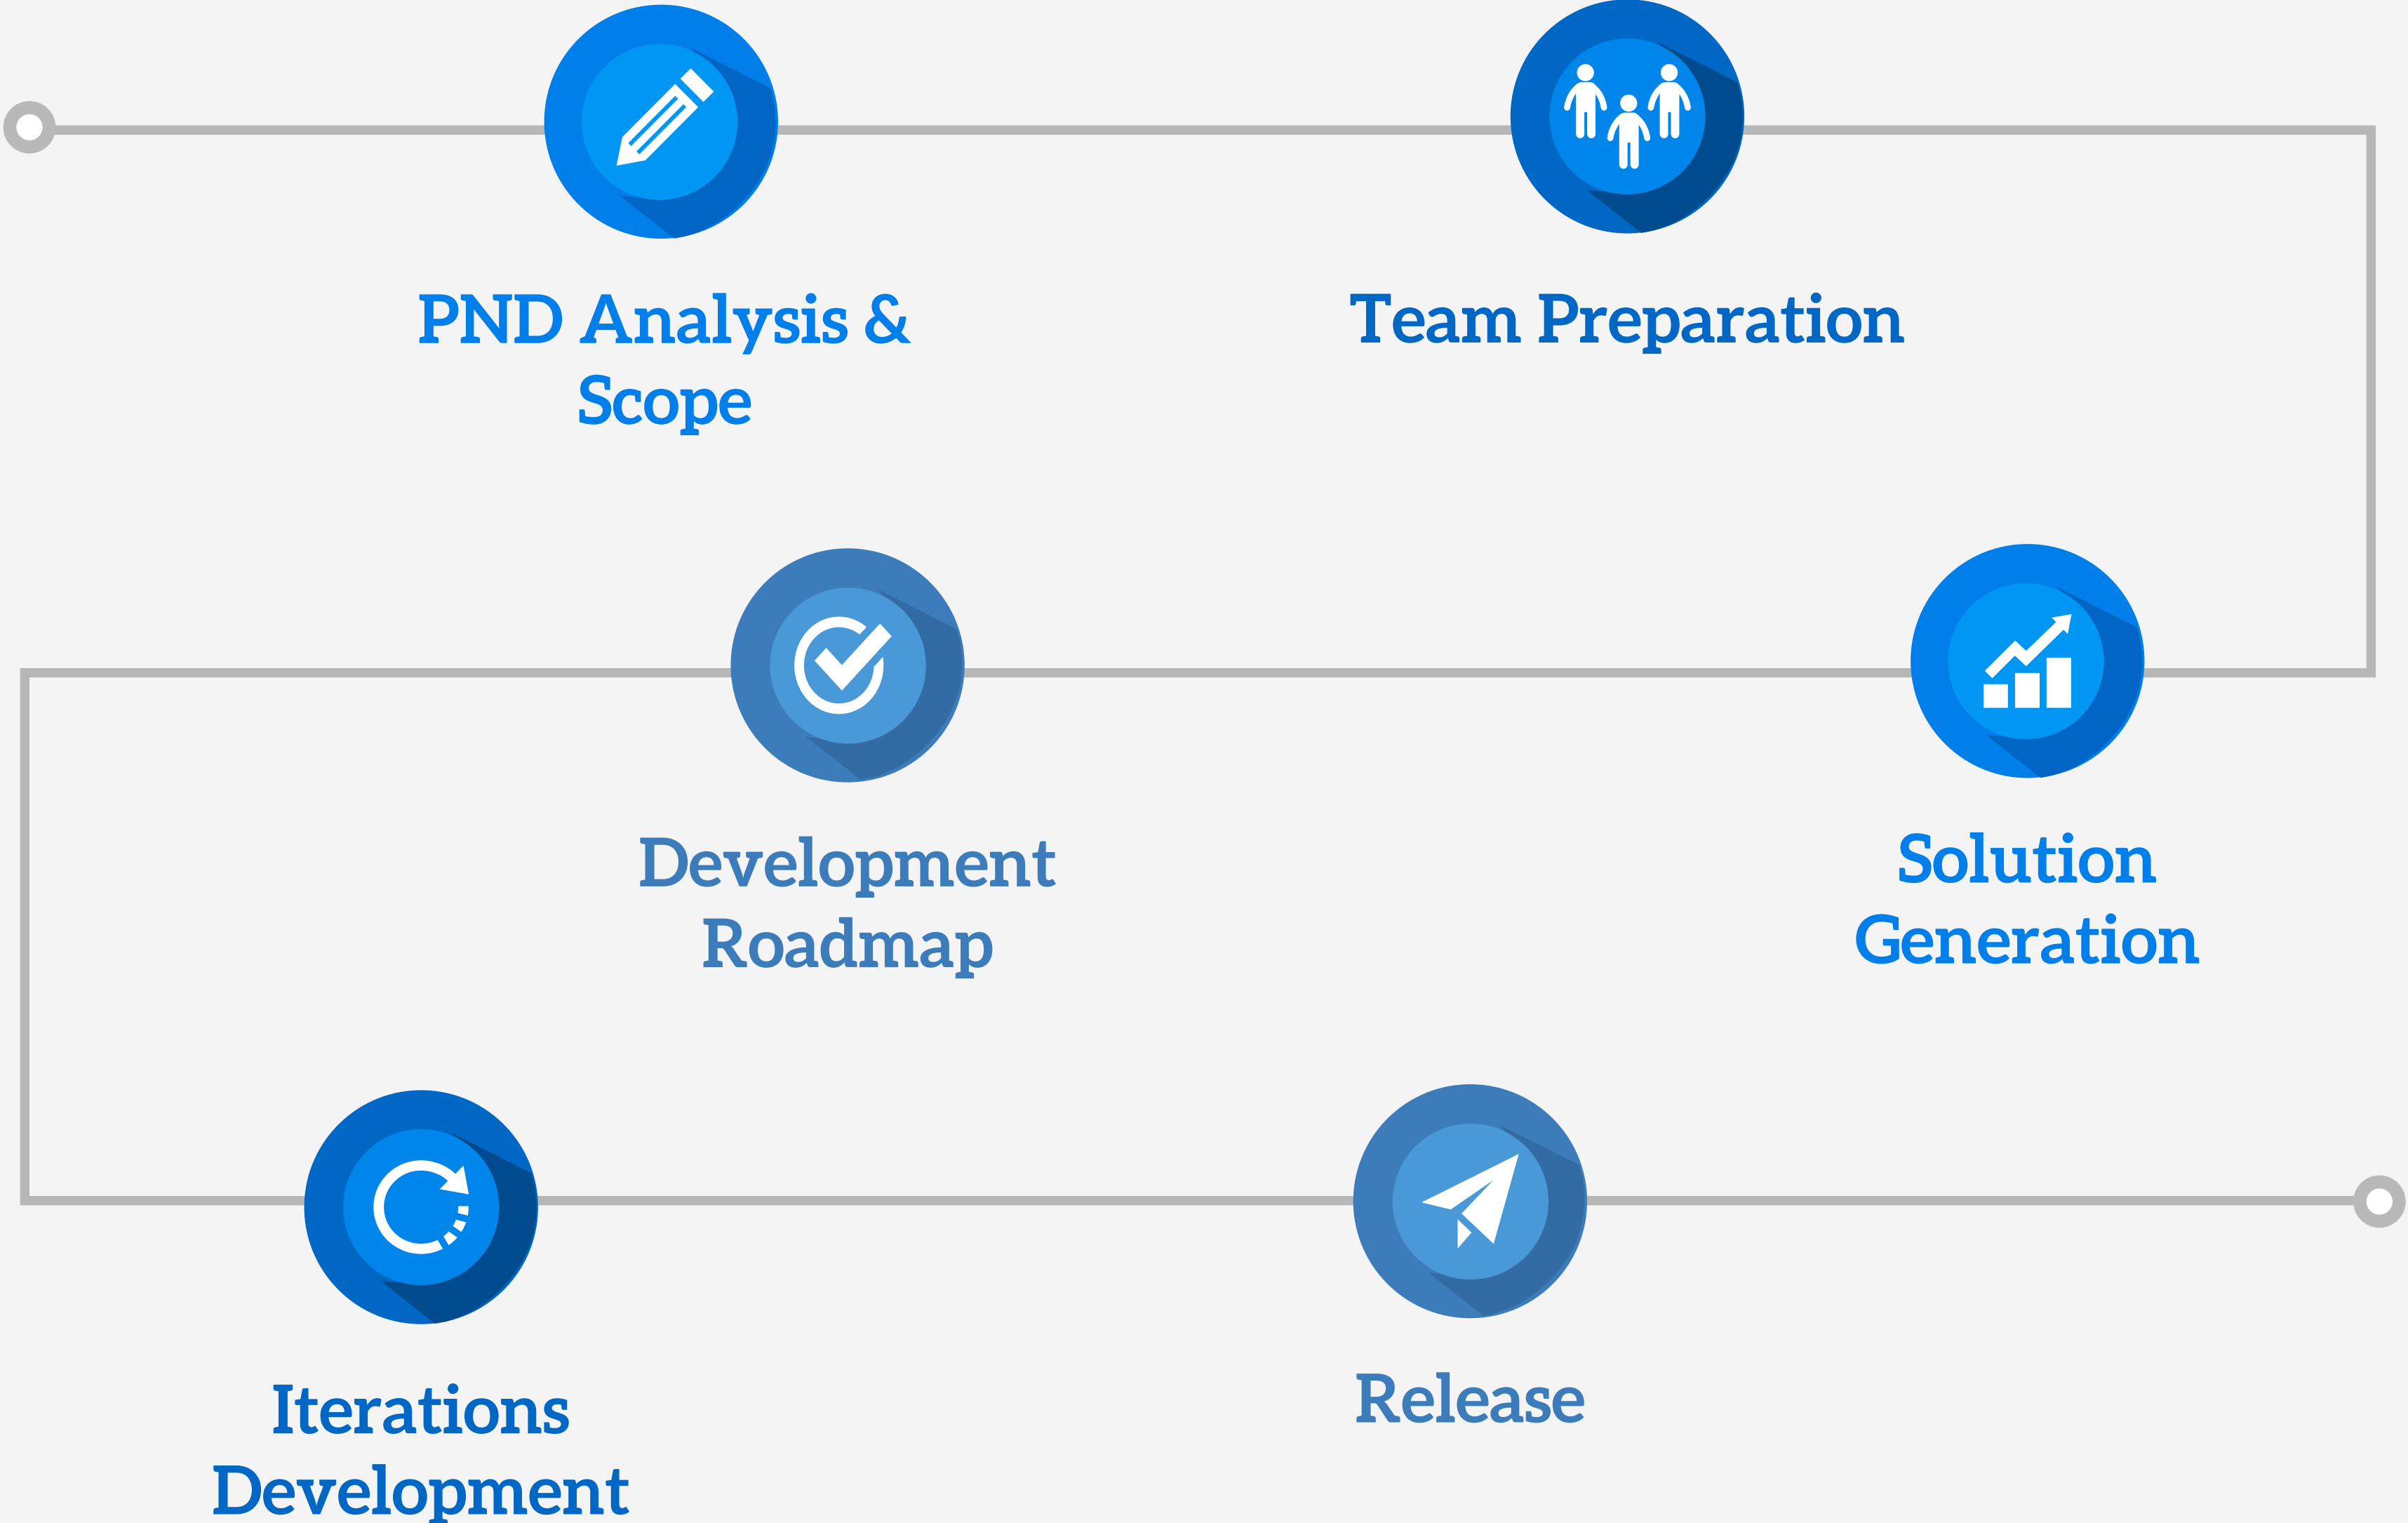 PND Analysis &
Scope
Team Preparation
Development
Roadmap
Solution
Generation
Iterations
Development
Release